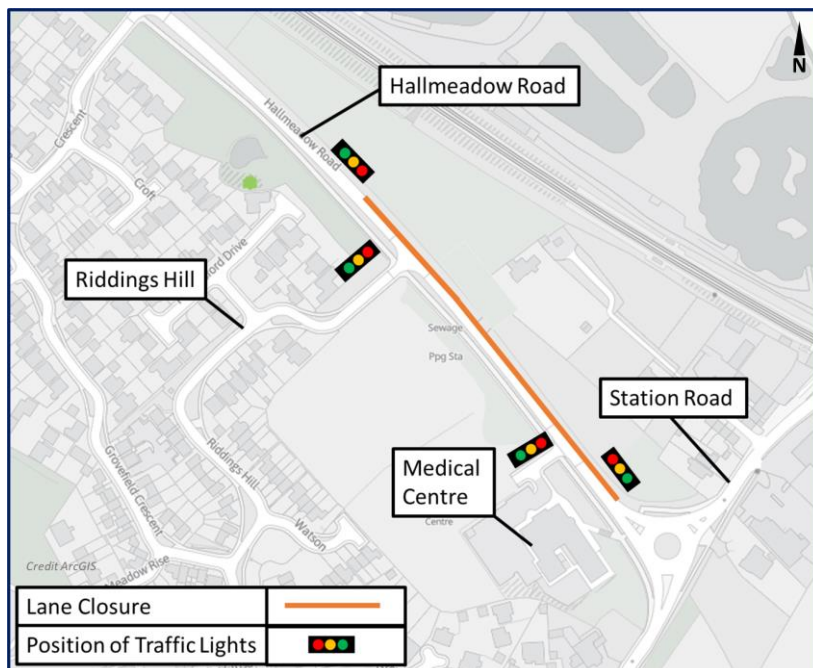 N
Hallmeadow Road
Hallmeadow Road
Crescent
Croft
Drive
Riddings Hill
Sewage
Ppg Sta
Station Road
Medical
Centre
Centre
Riddings Hill
Grovefield Crescent
Watson
Meadow Rise
Credit ArcGIS
Lane Closure
Position of Traffic Lights